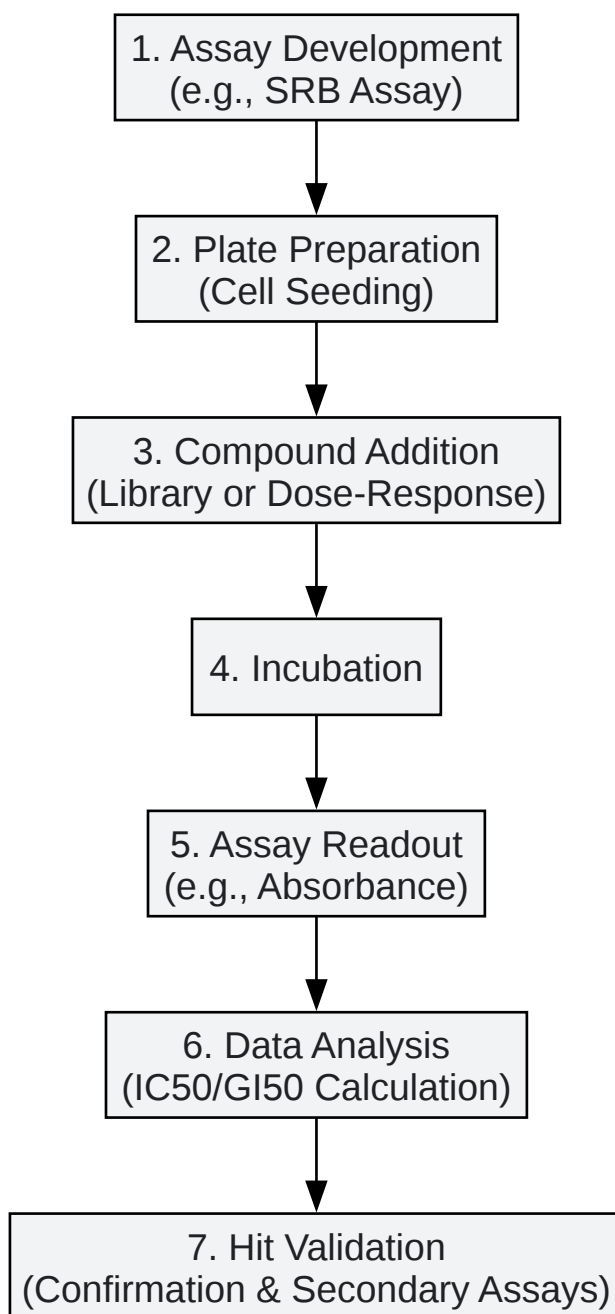 1. Assay Development
(e.g., SRB Assay)
2. Plate Preparation
(Cell Seeding)
3. Compound Addition
(Library or Dose-Response)
4. Incubation
5. Assay Readout
(e.g., Absorbance)
6. Data Analysis
(IC50/GI50 Calculation)
7. Hit Validation
(Confirmation & Secondary Assays)